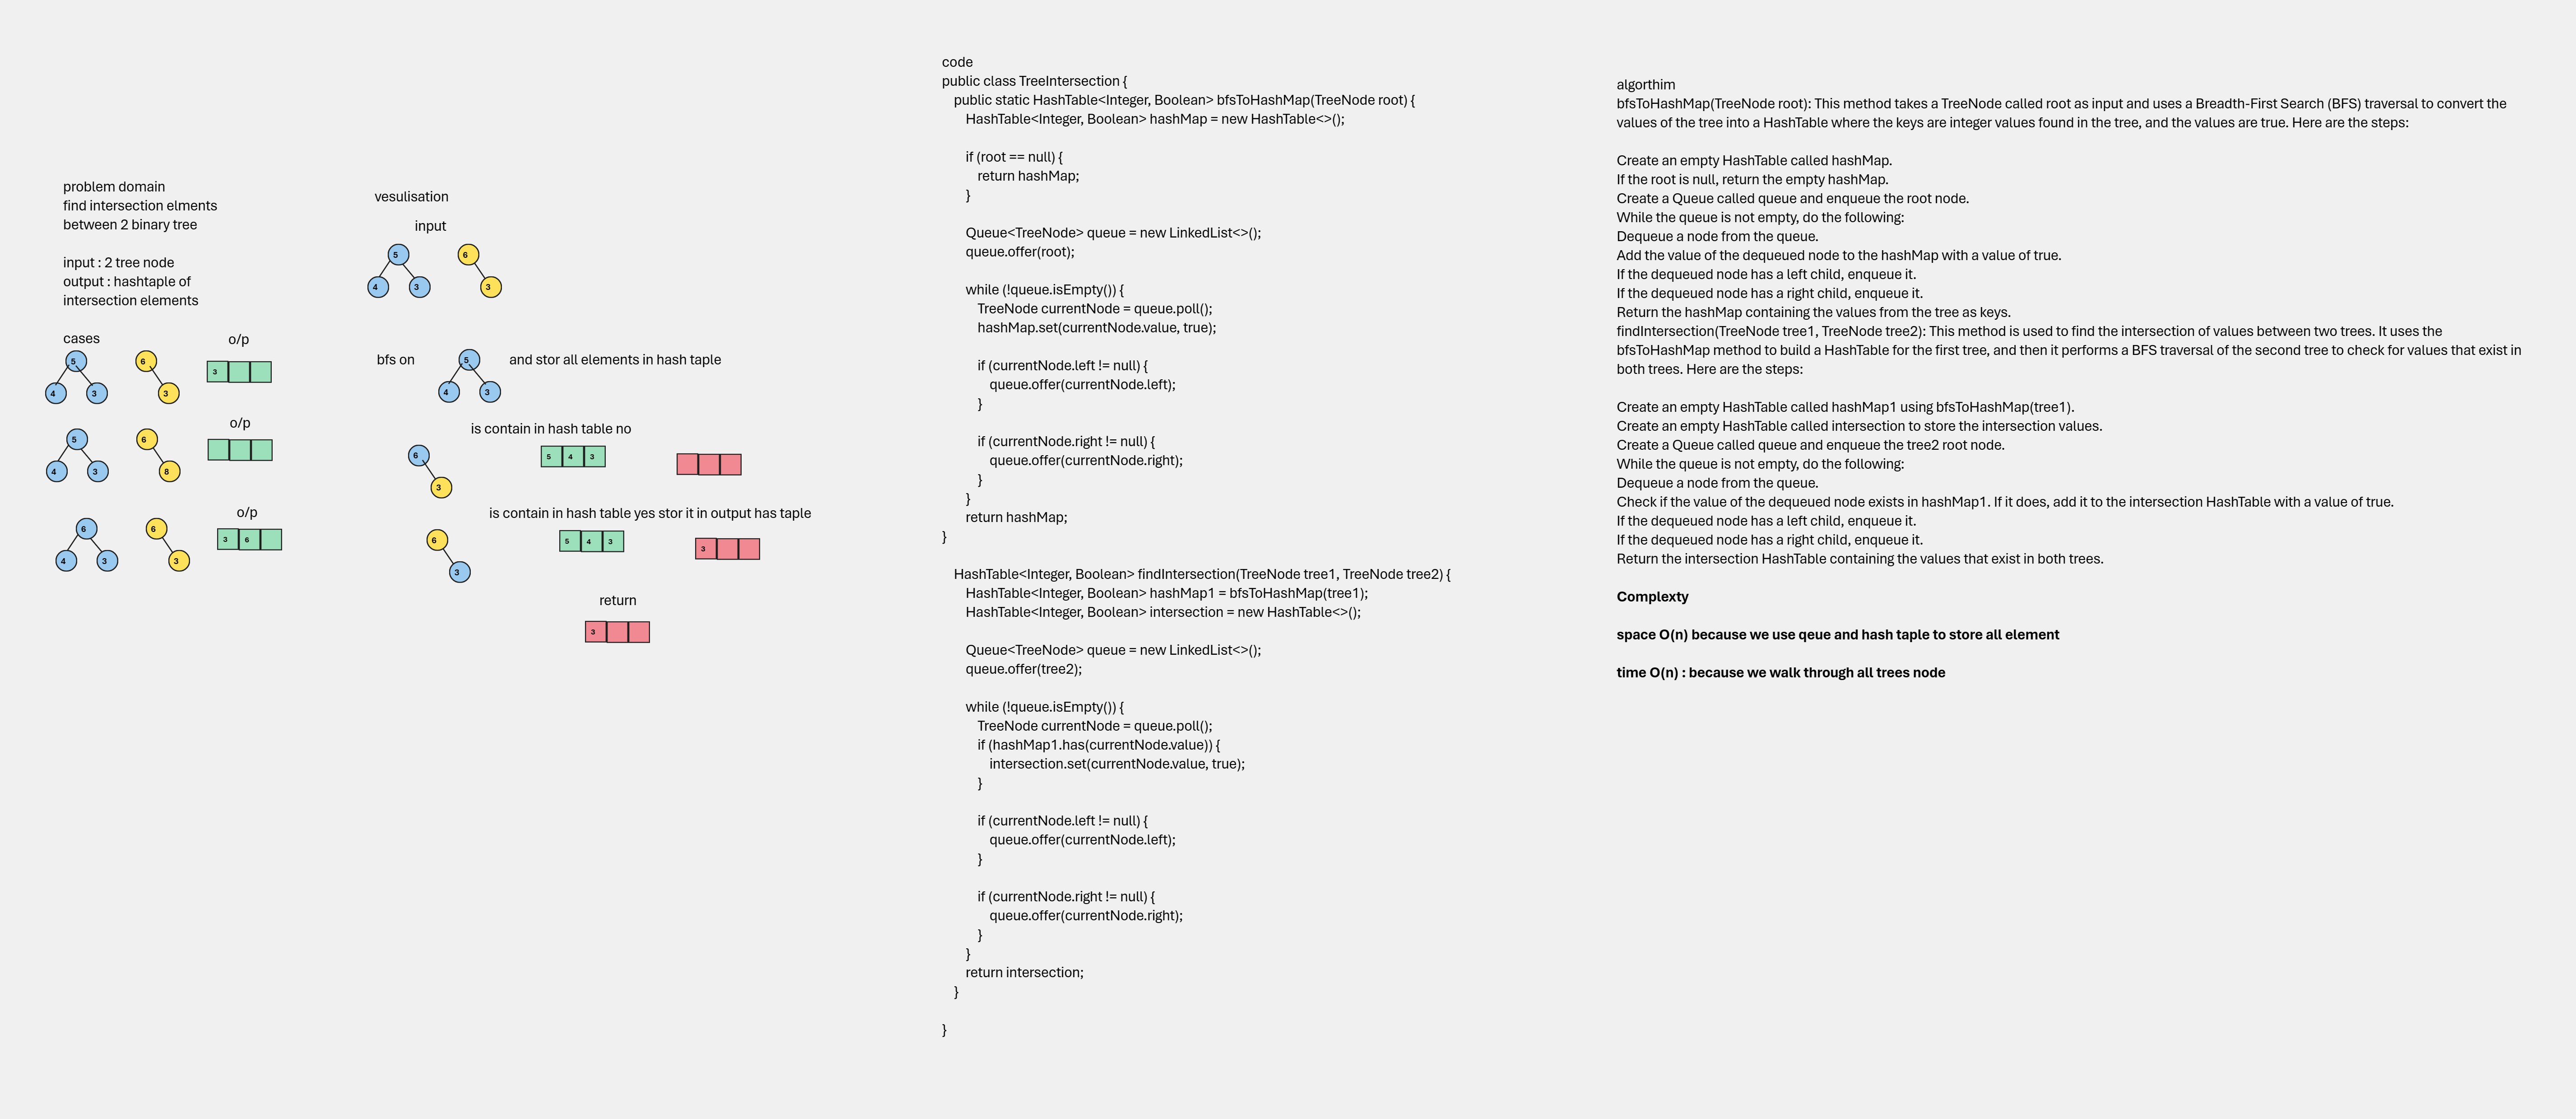 problem domain
find intersection elments
between 2 binary tree
input : 2 tree node
output : hashtaple of
intersection elements
cases
o/p
5
6
3
4
3
3
o/p
5
6
4
3
8
o/p
6
6
3 6
4
3
3
vesulisation
input
5
6
4
3
3
bfs on
5
and stor all elements in hash taple
4
3
is contain in hash table no
6
5 4 3
3
is contain in hash table yes stor it in output has taple
6
5 4 3
3
3
return
3
code
public class TreeIntersection {
public static HashTable<Integer, Boolean> bfsToHashMap(TreeNode root) {
HashTable<Integer, Boolean> hashMap = new HashTable<>();
if (root == null) {
return hashMap;
}
Queue<TreeNode> queue = new LinkedList<>();
queue.offer(root);
while (!queue.isEmpty()) {
TreeNode currentNode = queue.poll();
hashMap.set(currentNode.value, true);
if (currentNode.left != null) {
queue.offer(currentNode.left);
}
if (currentNode.right != null) {
queue.offer(currentNode.right);
}
}
return hashMap;
}
HashTable<Integer, Boolean> findIntersection(TreeNode tree1, TreeNode tree2) {
HashTable<Integer, Boolean> hashMap1 = bfsToHashMap(tree1);
HashTable<Integer, Boolean> intersection = new HashTable<>();
Queue<TreeNode> queue = new LinkedList<>();
queue.offer(tree2);
while (!queue.isEmpty()) {
TreeNode currentNode = queue.poll();
if (hashMap1.has(currentNode.value)) {
intersection.set(currentNode.value, true);
}
if (currentNode.left != null) {
queue.offer(currentNode.left);
}
if (currentNode.right != null) {
queue.offer(currentNode.right);
}
}
return intersection;
}
}
algorthim
bfsToHashMap(TreeNode root): This method takes a TreeNode called root as input and uses a Breadth-First Search (BFS) traversal to convert the
values of the tree into a HashTable where the keys are integer values found in the tree, and the values are true. Here are the steps:
Create an empty HashTable called hashMap.
If the root is null, return the empty hashMap.
Create a Queue called queue and enqueue the root node.
While the queue is not empty, do the following:
Dequeue a node from the queue.
Add the value of the dequeued node to the hashMap with a value of true.
If the dequeued node has a left child, enqueue it.
If the dequeued node has a right child, enqueue it.
Return the hashMap containing the values from the tree as keys.
findIntersection(TreeNode tree1, TreeNode tree2): This method is used to find the intersection of values between two trees. It uses the
bfsToHashMap method to build a HashTable for the first tree, and then it performs a BFS traversal of the second tree to check for values that exist in
both trees. Here are the steps:
Create an empty HashTable called hashMap1 using bfsToHashMap(tree1).
Create an empty HashTable called intersection to store the intersection values.
Create a Queue called queue and enqueue the tree2 root node.
While the queue is not empty, do the following:
Dequeue a node from the queue.
Check if the value of the dequeued node exists in hashMap1. If it does, add it to the intersection HashTable with a value of true.
If the dequeued node has a left child, enqueue it.
If the dequeued node has a right child, enqueue it.
Return the intersection HashTable containing the values that exist in both trees.
Complexty
space O(n) because we use qeue and hash taple to store all element
time O(n) : because we walk through all trees node